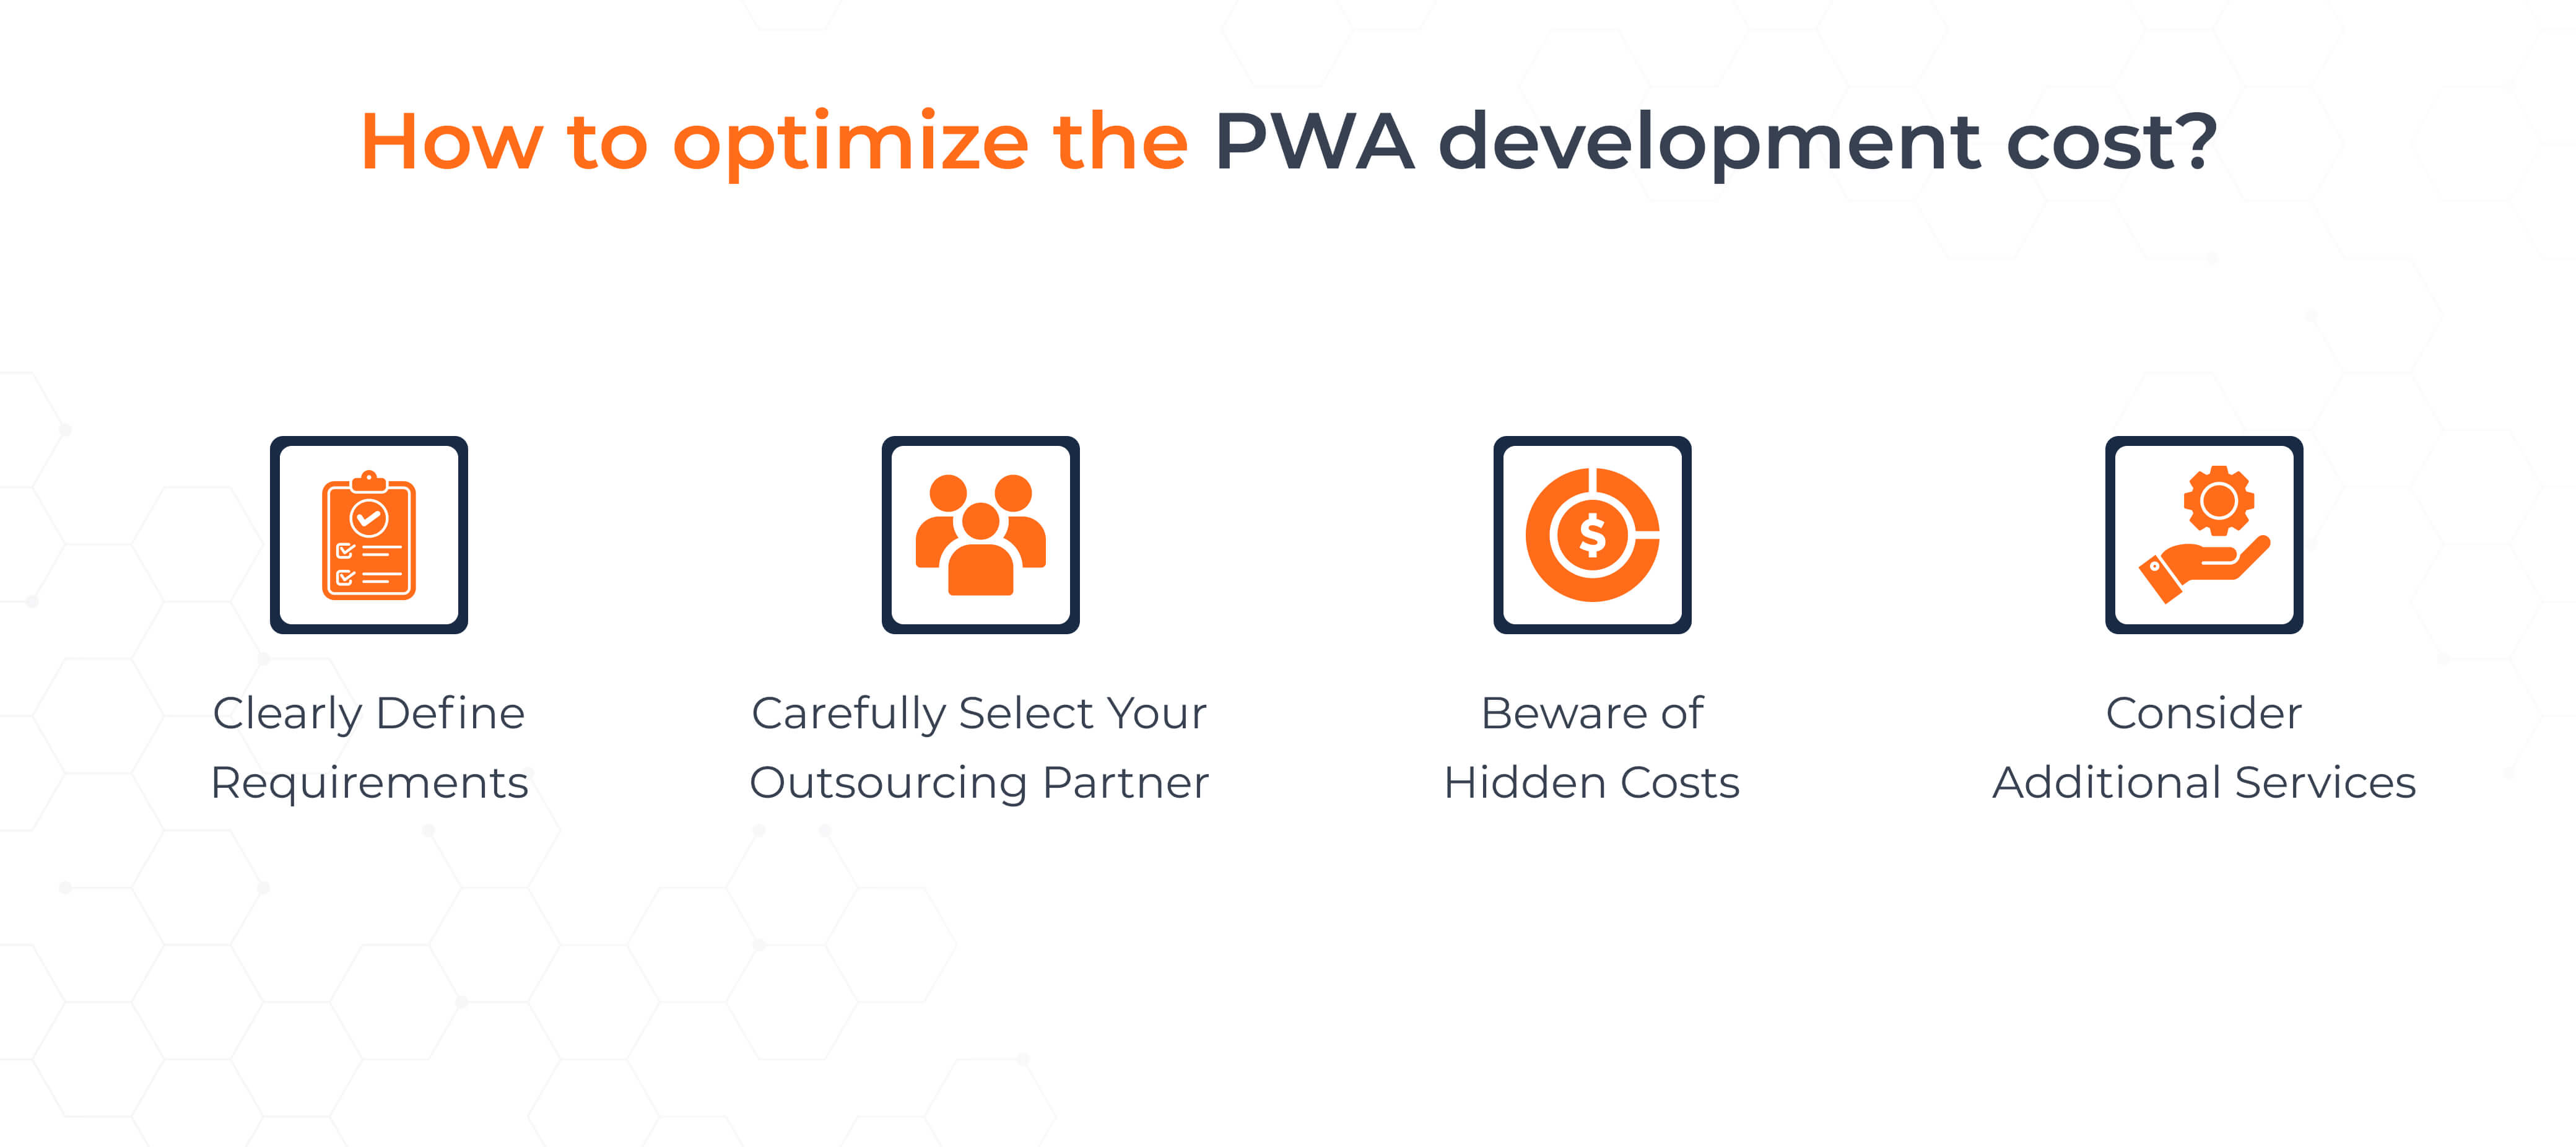 How to optimize the PWA development cost?
Clearly Define
Requirements
Carefully Select Your
Outsourcing Partner
Beware of
Hidden Costs
Consider
Additional Services